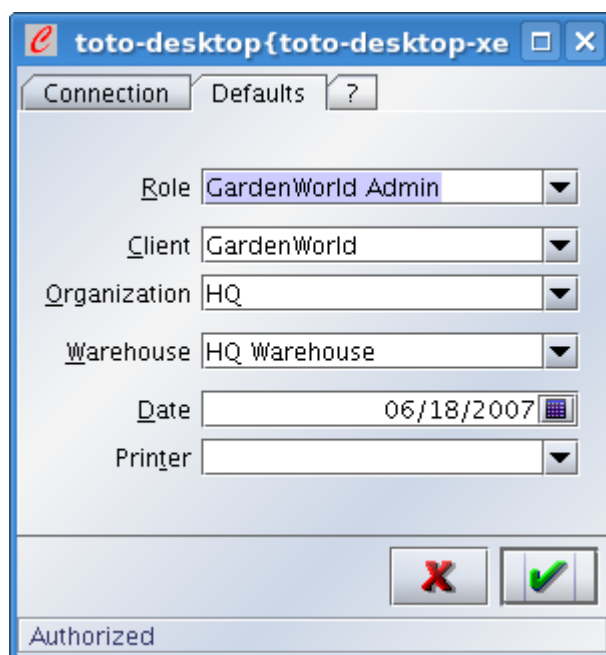 toto-desktop{toto-desktop-xe
Connection Defaults ?
Role GardenWorld Admin
Client GardenWorld
Organization HQ
Warehouse HQ Warehouse
Date 06/18/2007
Printer
Authorized